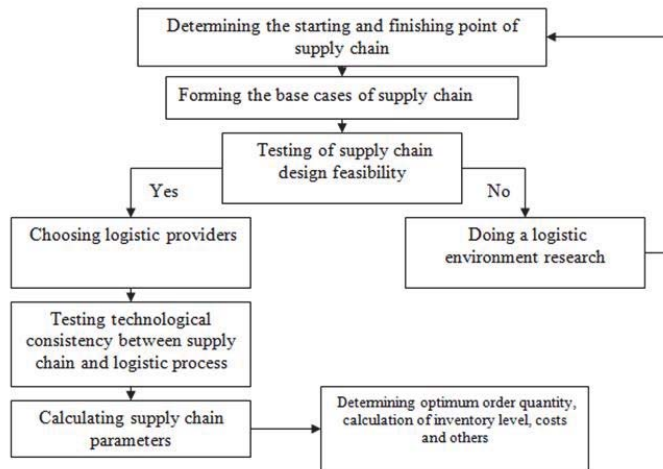 Determining the starting and finishing point of
supply chain
Forming the base cases of supply chain
Testing of supply chain
design feasibility
Yes
No
Choosing logistic providers
Doing a logistic
environment research
Testing technological
consistency between supply
chain and logistic process
Calculating supply chain
parameters
Determining optimum order quantity,
calculation of inventory level, costs
and others